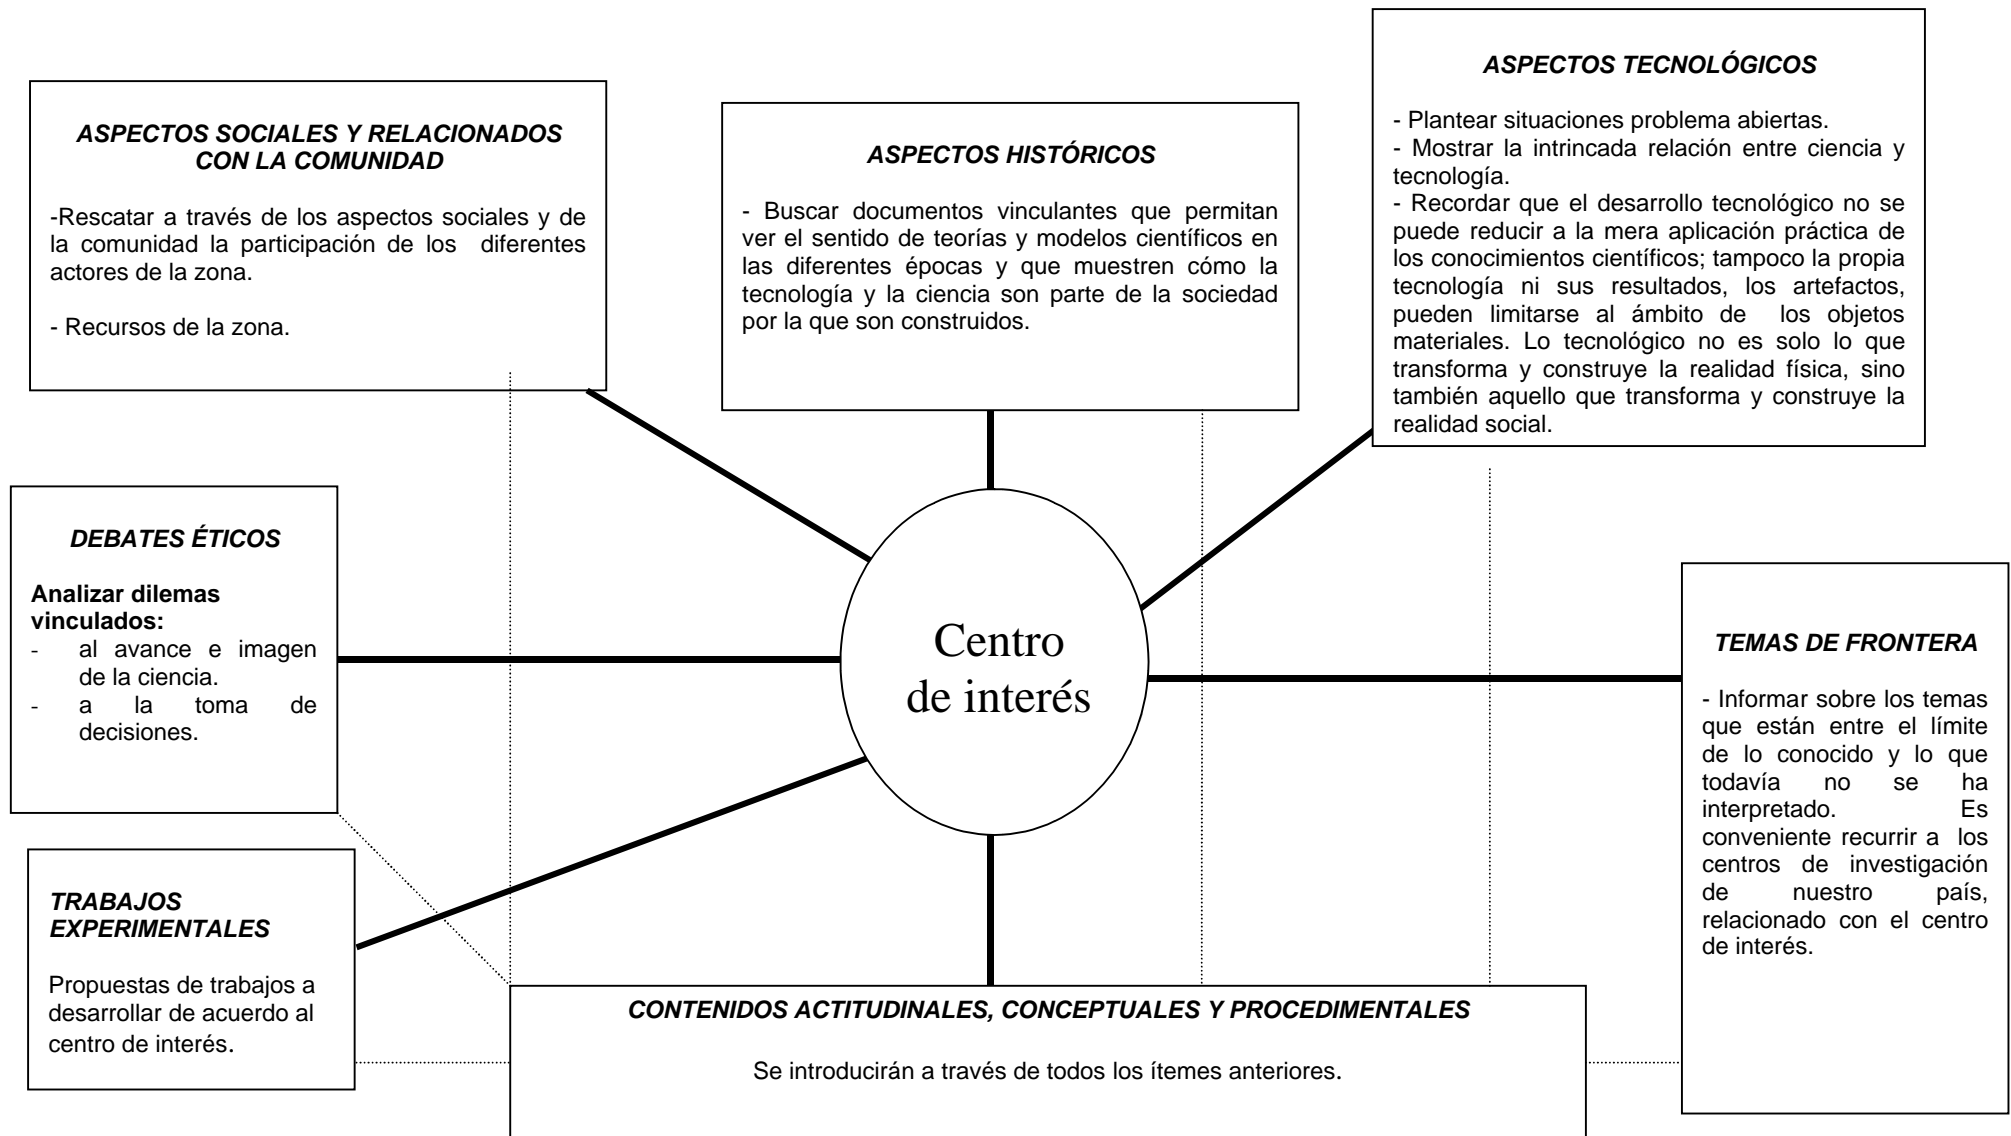 ASPECTOS SOCIALES Y RELACIONADOS
CON LA COMUNIDAD
-Rescatar a través de los aspectos sociales y de
la comunidad la participación de los diferentes
actores de la zona.
- Recursos de la zona.
ASPECTOS HISTÓRICOS
- Buscar documentos vinculantes que permitan
ver el sentido de teorías y modelos científicos en
las diferentes épocas y que muestren cómo la
tecnología y la ciencia son parte de la sociedad
por la que son construidos.
ASPECTOS TECNOLÓGICOS
- Plantear situaciones problema abiertas.
- Mostrar la intrincada relación entre ciencia y
tecnología.
- Recordar que el desarrollo tecnológico no se
puede reducir a la mera aplicación práctica de
los conocimientos científicos; tampoco la propia
tecnología ni sus resultados, los artefactos,
pueden limitarse al ámbito de los objetos
materiales. Lo tecnológico no es solo lo que
transforma y construye la realidad física, sino
también aquello que transforma y construye la
realidad social.
DEBATES ÉTICOS
Analizar dilemas
vinculados:
- al avance e imagen
de la ciencia.
- a la toma de
decisiones.
Centro
de interés
TEMAS DE FRONTERA
- Informar sobre los temas
que están entre el límite
de lo conocido y lo que
todavía no se ha
interpretado. Es
conveniente recurrir a los
centros de investigación
de nuestro país,
relacionado con el centro
de interés.
TRABAJOS
EXPERIMENTALES
Propuestas de trabajos a
desarrollar de acuerdo al
centro de interés.
CONTENIDOS ACTITUDINALES, CONCEPTUALES Y PROCEDIMENTALES
Se introducirán a través de todos los ítemes anteriores.